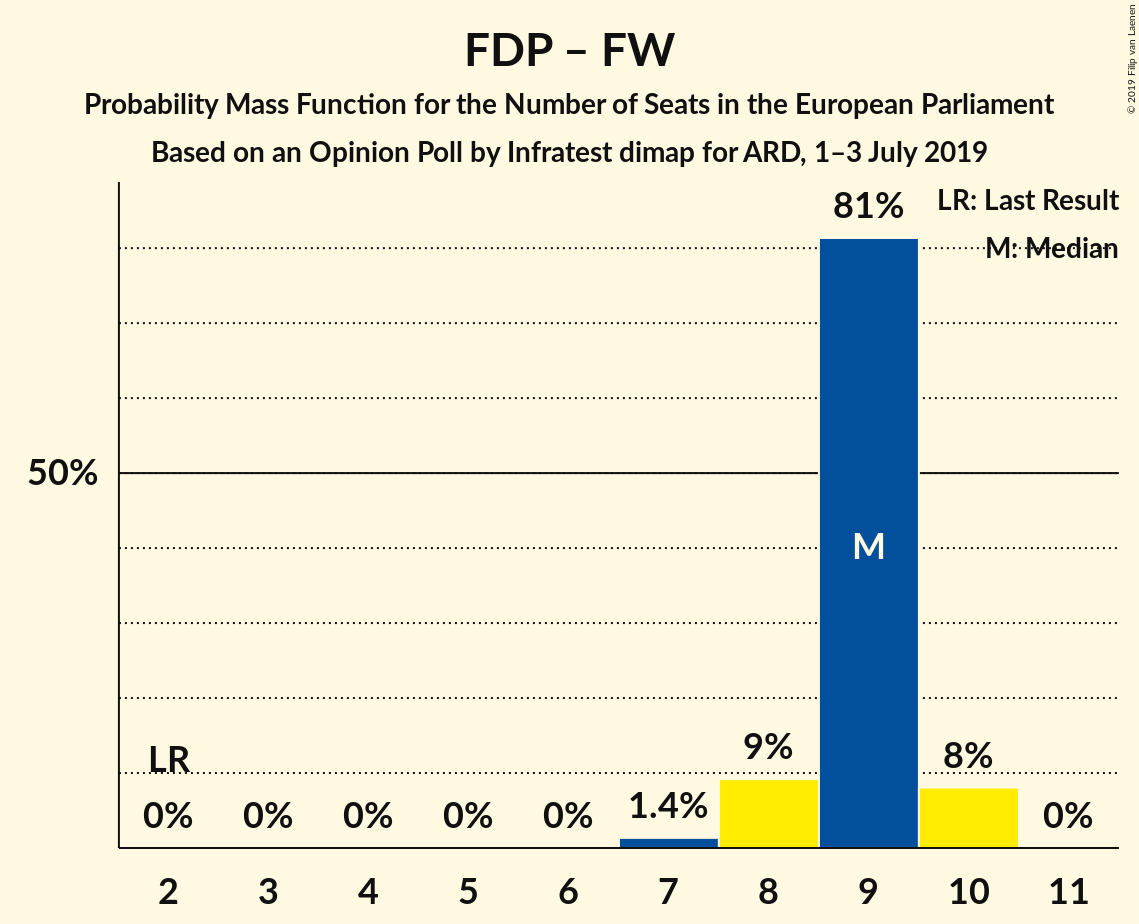 FDP – FW
Probability Mass Function for the Number of Seats in the European Parliament
Based on an Opinion Poll by Infratest dimap for ARD, 1–3 July 2019
© 2019 Filip van Laenen
LR: Last Result
M: Median
81%
50%
M
LR
9%
8%
1.4%
0% 0% 0% 0% 0% 0%
2 3 4 5 6 7 8 9 10 11